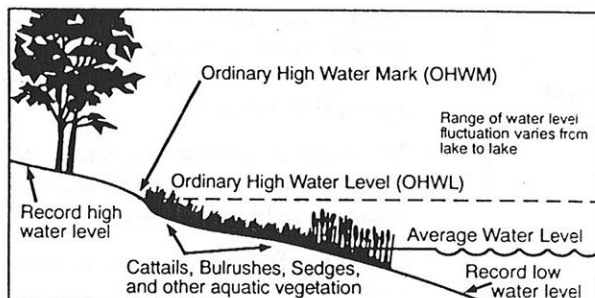 Ordinary High Water Mark (OHWM)
Range of water level
fluctuation varies from
lake to lake
Ordinary High Water Level (OHWL)
Record high
water level
Average Water Level
Cattails, Bulrushes, Sedges,
and other aquatic vegetation
Record low
water level